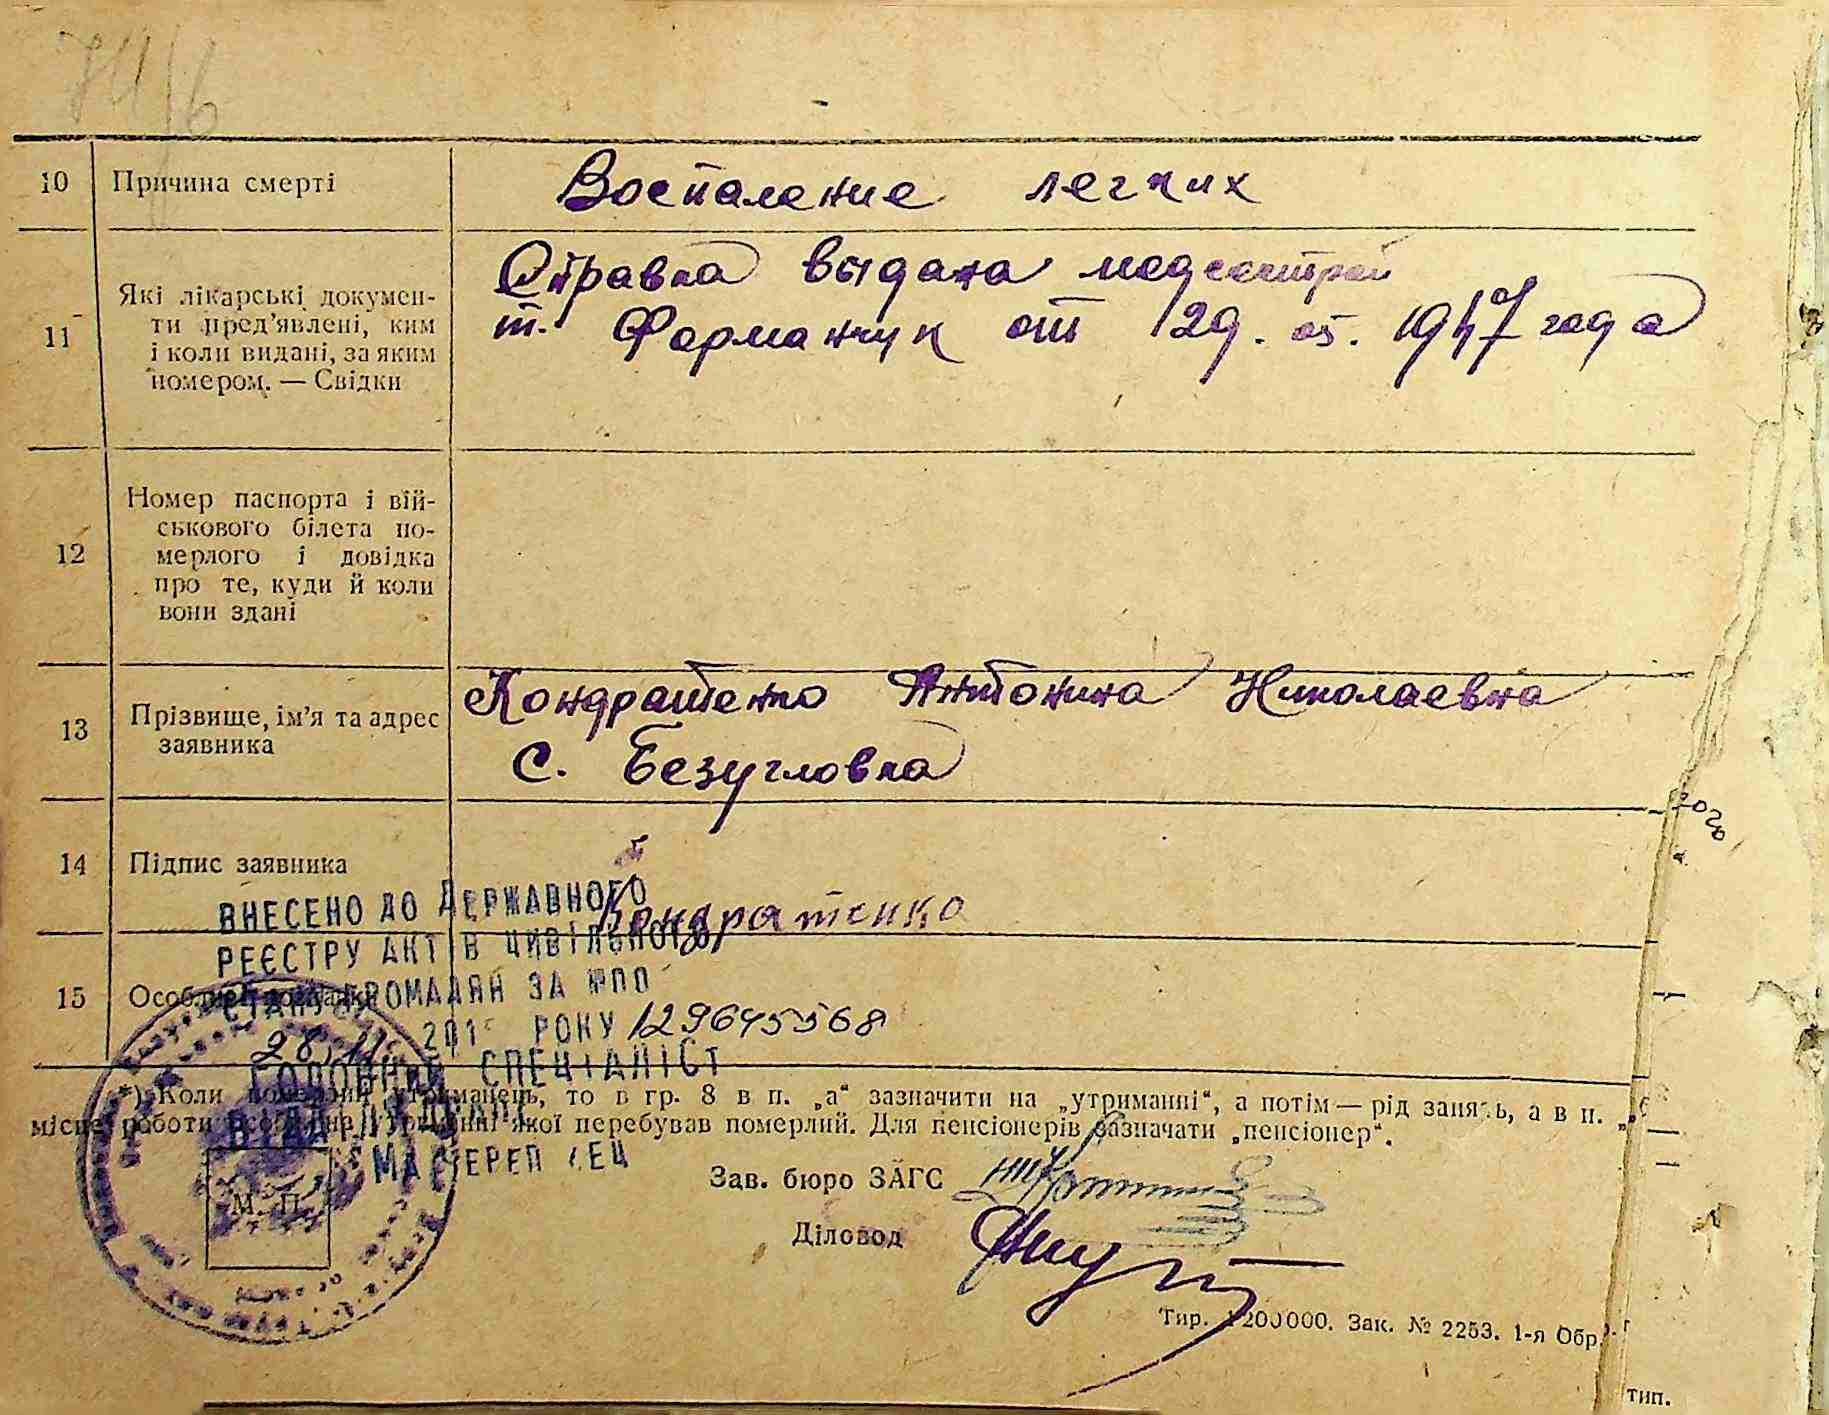 74/6
10 Причина смерті Воспаление легких
11 Які лікарські докумен-
ти пред'явлені, ким
і коли видані, за яким
номером. — Свідки
Справка выдана медсестрой
т. Форманчук от 29. 05. 1947 года
12 Номер паспорта і вій-
ськового білета по-
мерлого і довідка
про те, куди й коли
вони здані
13 Прізвище, ім'я та адрес
заявника
Кондратенко Антонина Николаевна
С. Безугловка
14 Підпис заявника
Кондратенко
15 Особливі
ВНЕСЕНО ДО ДЕРЖАВНОГО
РЕЄСТРУ АКТІВ ЦИВІЛЬНОГО
СТАНУ ГРОМАДЯН ЗА №ПО
28.11. 201 РОКУ 129645568
ГОЛОВНИЙ СПЕЦІАЛІСТ
*) Коли померлий утриманець, то в гр. 8 в п. „а“ зазначити на „утриманні“, а потім — рід занять, а в п.
місце роботи особи, на утриманні якої перебував померлий. Для пенсіонерів зазначати „пенсіонер“.
М. П.
Зав. бюро ЗАГС
Діловод
Тир. 1200000. Зак. № 2253. 1-я Обр.
тип.